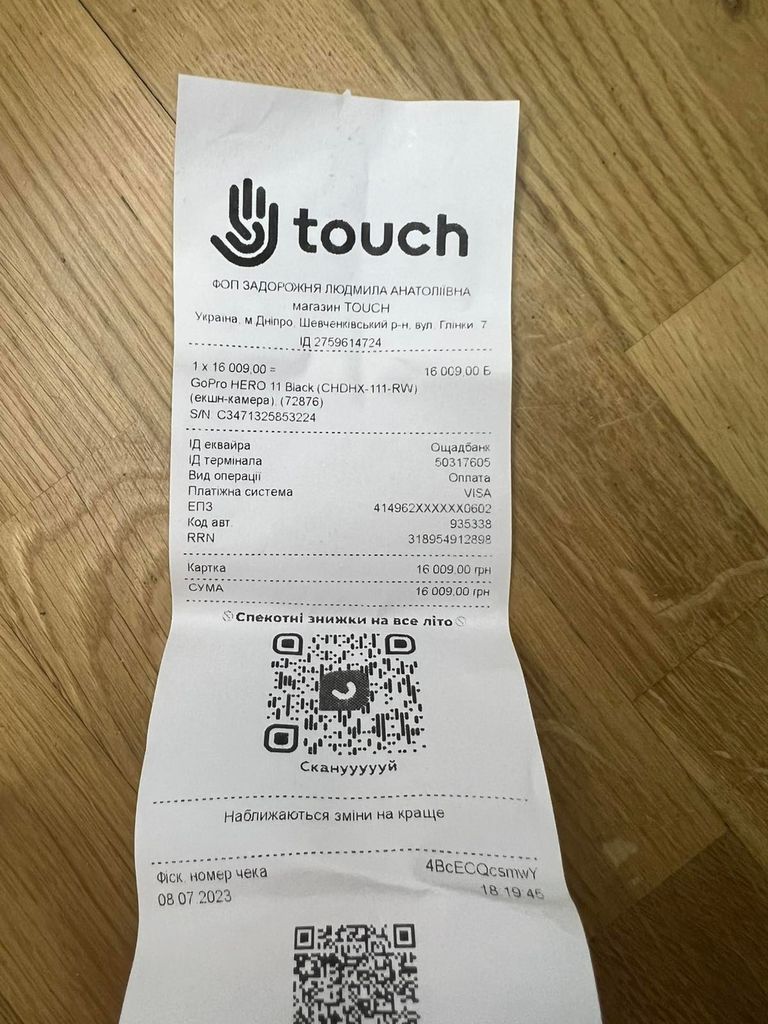 touch
ФОП ЗАДОРОЖНЯ ЛЮДМИЛА АНАТОЛІЇВНА
магазин TOUCH
Україна, м.Дніпро, Шевченківський р-н, вул. Глінки, 7
ІД 2759614724
1 x 16 009,00 = 16 009,00 Б
GoPro HERO 11 Black (CHDHX-111-RW)
(екшн-камера), (72876)
S/N: C3471325853224
ІД еквайра Ощадбанк
ІД термінала 50317605
Вид операції Оплата
Платіжна система VISA
ЕПЗ 414962XXXXXX0602
Код авт. 935338
RRN 318954912898
Картка 16 009,00 грн
СУМА 16 009,00 грн
Спекотні знижки на все літо
Сканууууууй
Наближаються зміни на краще
Фіск. номер чека 4BcECQcsmwY
08.07.2023 18:19:45